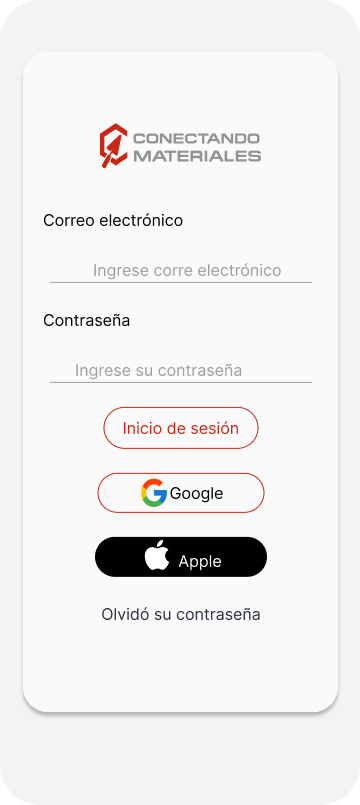 CONECTANDO
MATERIALES
Correo electrónico
Ingrese corre electrónico
Contraseña
Ingrese su contraseña
Inicio de sesión
Google
Apple
Olvidó su contraseña